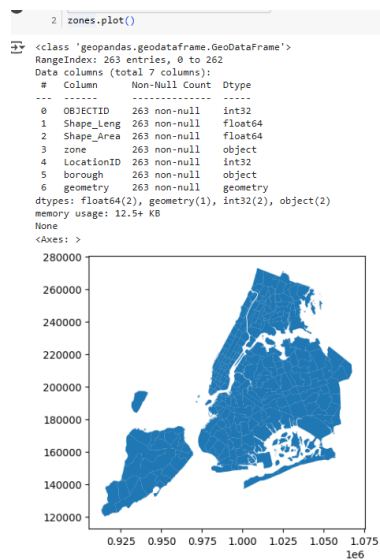 2 zones.plot()
<class 'geopandas.geodataframe.GeoDataFrame'>
RangeIndex: 263 entries, 0 to 262
Data columns (total 7 columns):
#   Column      Non-Null Count  Dtype
---  ------      --------------  -----
0   OBJECTID    263 non-null    int32
1   Shape_Leng  263 non-null    float64
2   Shape_Area  263 non-null    float64
3   zone        263 non-null    object
4   LocationID  263 non-null    int32
5   borough     263 non-null    object
6   geometry    263 non-null    geometry
dtypes: float64(2), geometry(1), int32(2), object(2)
memory usage: 12.5+ KB
None
<Axes: >
280000
260000
240000
220000
200000
180000
160000
140000
120000
0.925 0.950 0.975 1.000 1.025 1.050 1.075
1e6